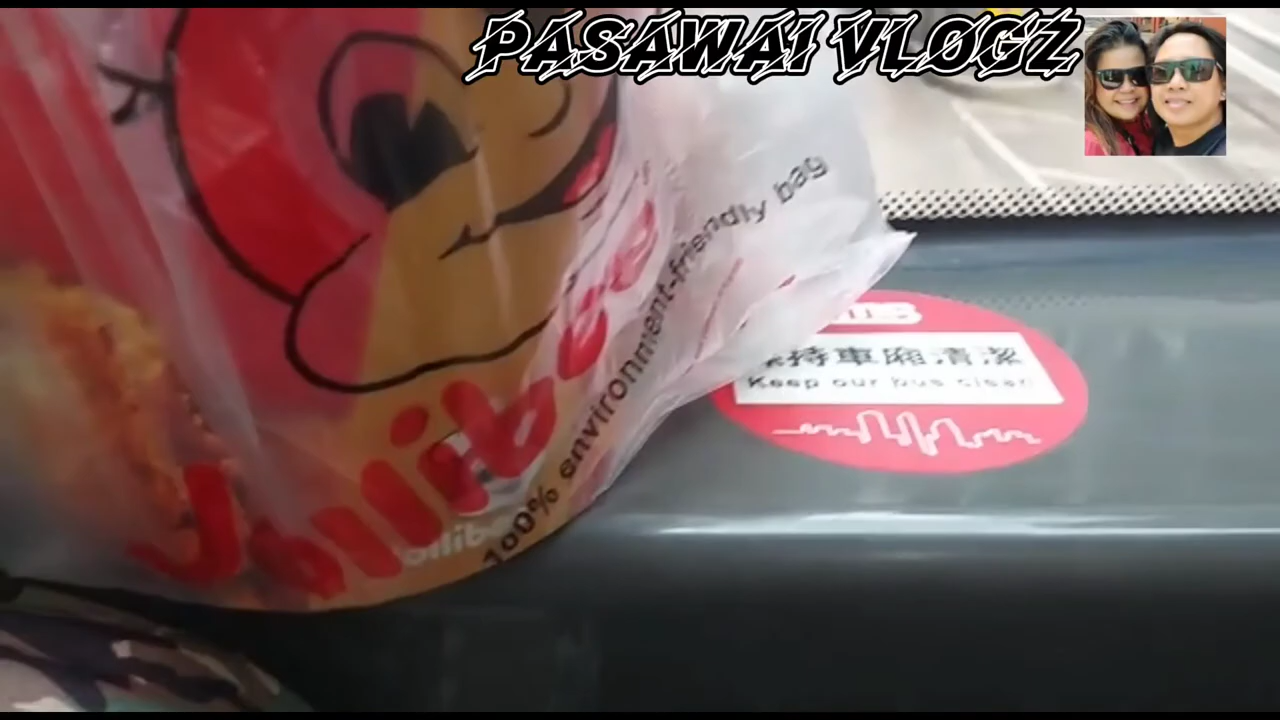 PASAWAI VLOGZ
Jollibee
100% environment-friendly bag
持車廂清潔
Keep our bus clean